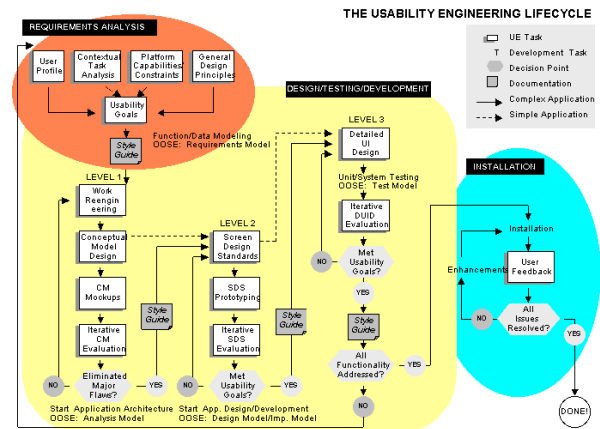 THE USABILITY ENGINEERING LIFECYCLE
REQUIREMENTS ANALYSIS
UE Task
T Development Task
Decision Point
Documentation
Complex Application
Simple Application
User
Profile
Contextual
Task
Analysis
Platform
Capabilities/
Constraints
General
Design
Principles
Usability
Goals
Style
Guide
Function/Data Modeling
OOSE: Requirements Model
DESIGN/TESTING/DEVELOPMENT
LEVEL 1
Work
Reengin
eering
Conceptual
Model
Design
CM
Mockups
Iterative
CM
Evaluation
Eliminated
Major
Flaws?
NO
YES
Style
Guide
Start Application Architecture
OOSE: Analysis Model
LEVEL 2
Screen
Design
Standards
SDS
Prototyping
Iterative
SDS
Evaluation
Met
Usability
Goals?
NO
YES
Style
Guide
Start App. Design/Development
OOSE: Design Model/Imp. Model
LEVEL 3
Detailed
UI
Design
Unit/System Testing
OOSE: Test Model
Iterative
DUID
Evaluation
Met
Usability
Goals?
NO
YES
Style
Guide
All
Functionality
Addressed?
YES
NO
INSTALLATION
Installation
User
Feedback
Enhancements
All
Issues
Resolved?
NO
YES
DONE!